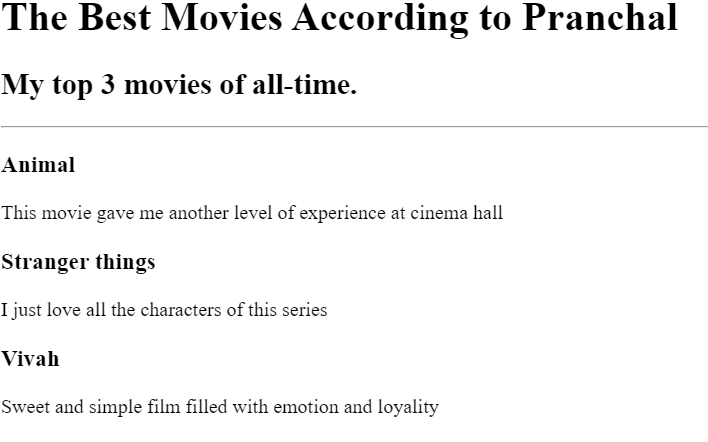 The Best Movies According to Pranchal
My top 3 movies of all-time.
Animal
This movie gave me another level of experience at cinema hall
Stranger things
I just love all the characters of this series
Vivah
Sweet and simple film filled with emotion and loyality